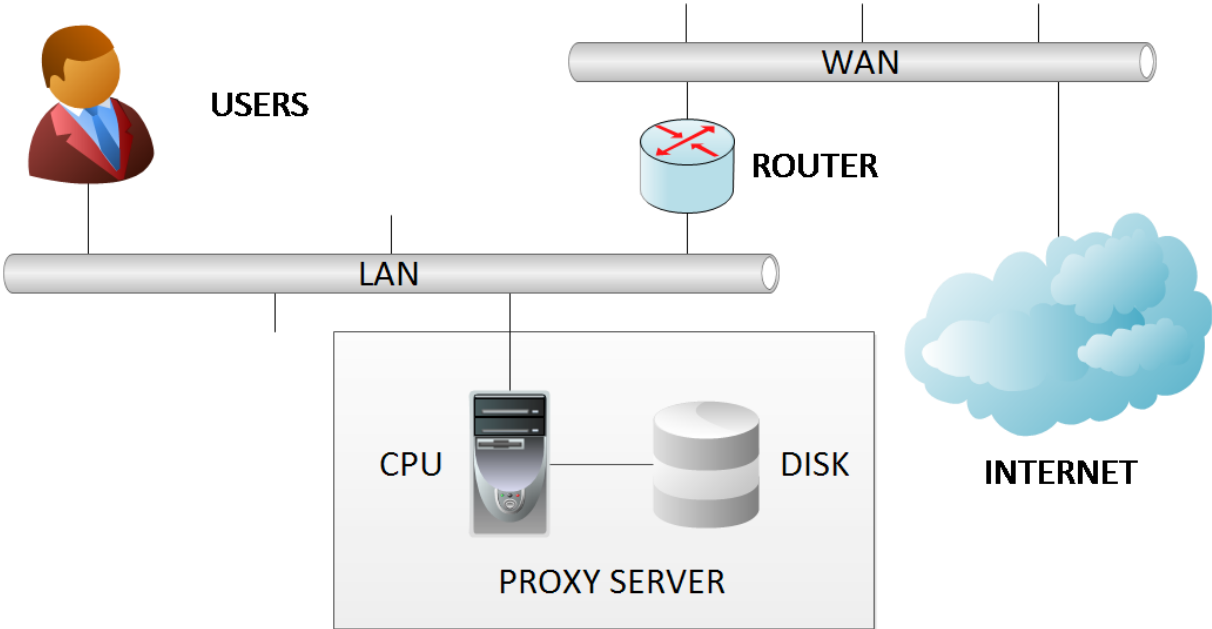 WAN
USERS
ROUTER
LAN
CPU
DISK
INTERNET
PROXY SERVER